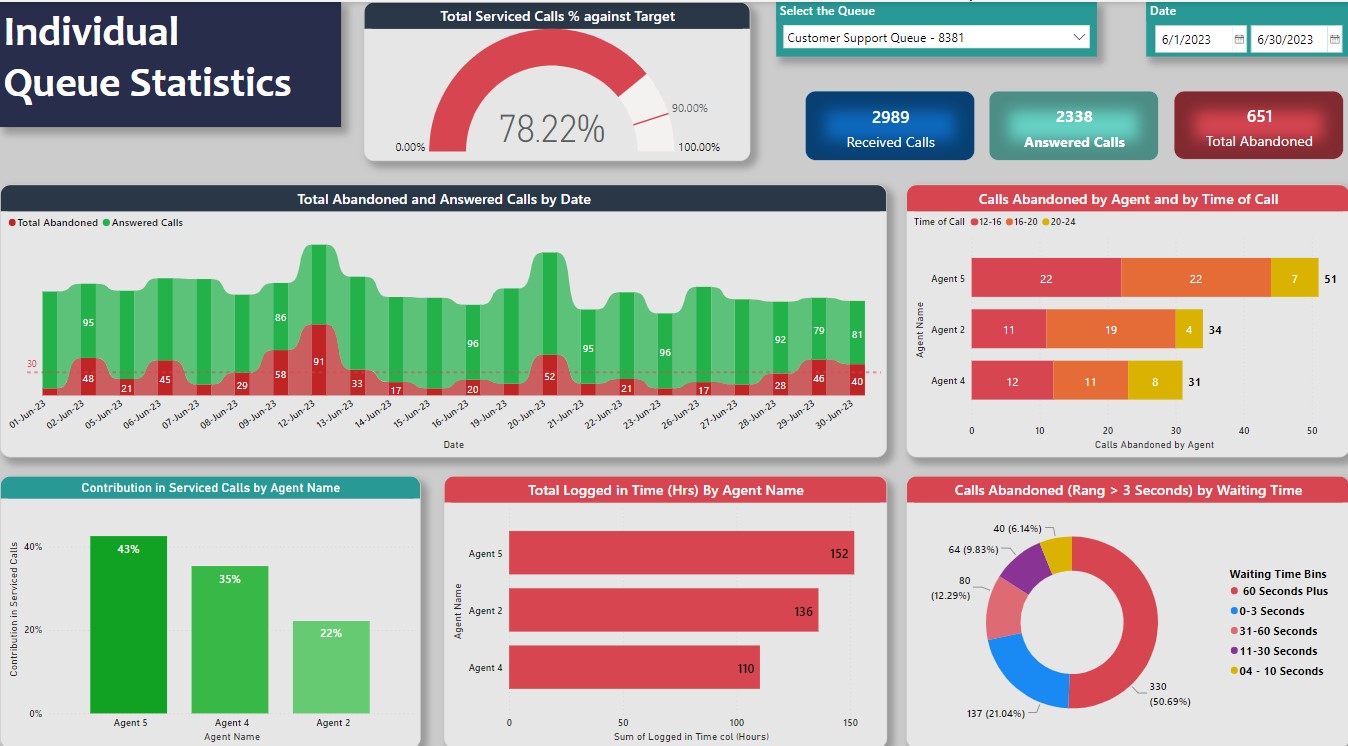 Individual
Queue Statistics
Total Serviced Calls % against Target
78.22%
0.00%
90.00%
100.00%
Select the Queue
Customer Support Queue - 8381
Date
6/1/2023
6/30/2023
2989
Received Calls
2338
Answered Calls
651
Total Abandoned
Total Abandoned and Answered Calls by Date
Total Abandoned
Answered Calls
95
86
96
95
96
92
79
81
30
48
21
45
29
58
91
33
17
20
52
21
17
28
46
40
01-Jun-23
02-Jun-23
05-Jun-23
06-Jun-23
07-Jun-23
08-Jun-23
09-Jun-23
12-Jun-23
13-Jun-23
14-Jun-23
15-Jun-23
16-Jun-23
19-Jun-23
20-Jun-23
21-Jun-23
22-Jun-23
23-Jun-23
26-Jun-23
27-Jun-23
28-Jun-23
29-Jun-23
30-Jun-23
Date
Calls Abandoned by Agent and by Time of Call
Time of Call 12-16 16-20 20-24
Agent Name
Agent 5
22
22
7
51
Agent 2
11
19
4
34
Agent 4
12
11
8
31
0
10
20
30
40
50
Calls Abandoned by Agent
Contribution in Serviced Calls by Agent Name
Contribution in Serviced Calls
40%
20%
0%
43%
35%
22%
Agent 5
Agent 4
Agent 2
Agent Name
Total Logged in Time (Hrs) By Agent Name
Agent Name
Agent 5
152
Agent 2
136
Agent 4
110
0
50
100
150
Sum of Logged in Time col (Hours)
Calls Abandoned (Rang > 3 Seconds) by Waiting Time
40 (6.14%)
64 (9.83%)
80
(12.29%)
137 (21.04%)
330
(50.69%)
Waiting Time Bins
60 Seconds Plus
0-3 Seconds
31-60 Seconds
11-30 Seconds
04 - 10 Seconds